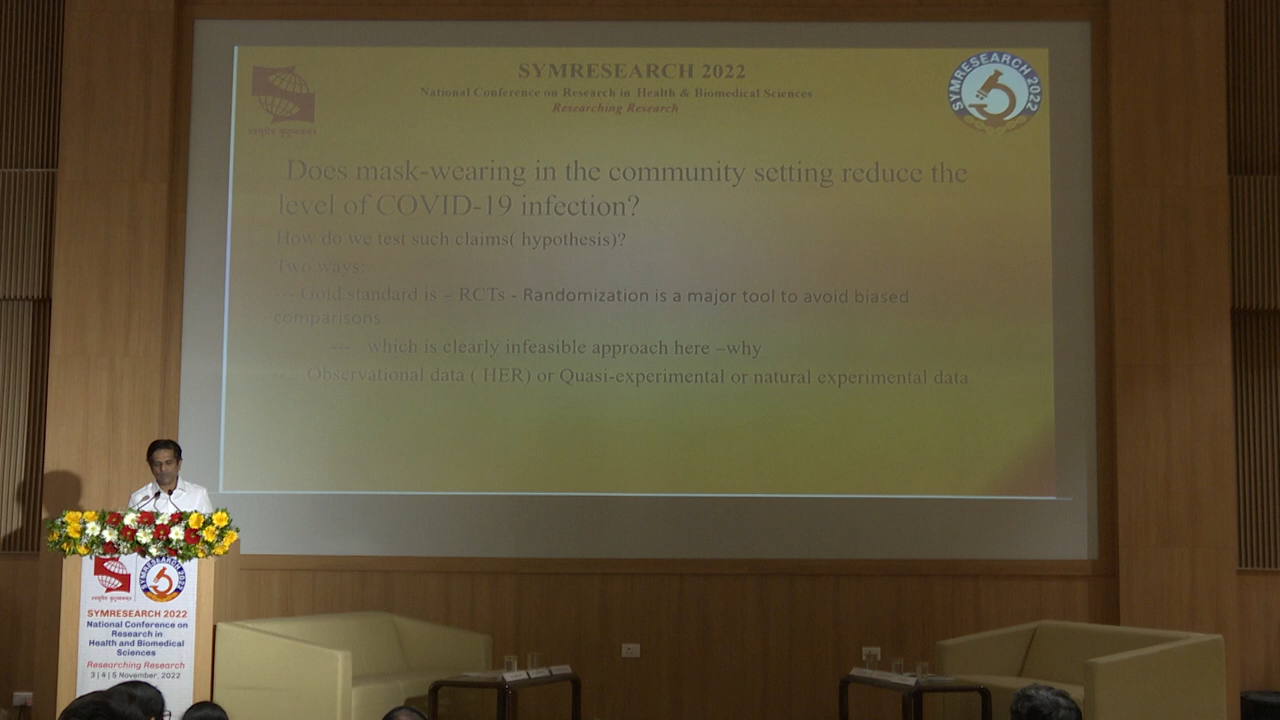 SYMRESEARCH 2022
National Conference on Research in Health & Biomedical Sciences
Researching Research
SYMRESEARCH 2022
Does mask-wearing in the community setting reduce the
level of COVID-19 infection?
How do we test such claims( hypothesis)?
Two ways:
--- Gold standard is – RCTs - Randomization is a major tool to avoid biased
comparisons
--- which is clearly infeasible approach here –why
Observational data ( HER) or Quasi-experimental or natural experimental data
SYMRESEARCH 2022
SYMRESEARCH 2022
National Conference on
Research in
Health and Biomedical
Sciences
Researching Research
3 | 4 | 5 November, 2022